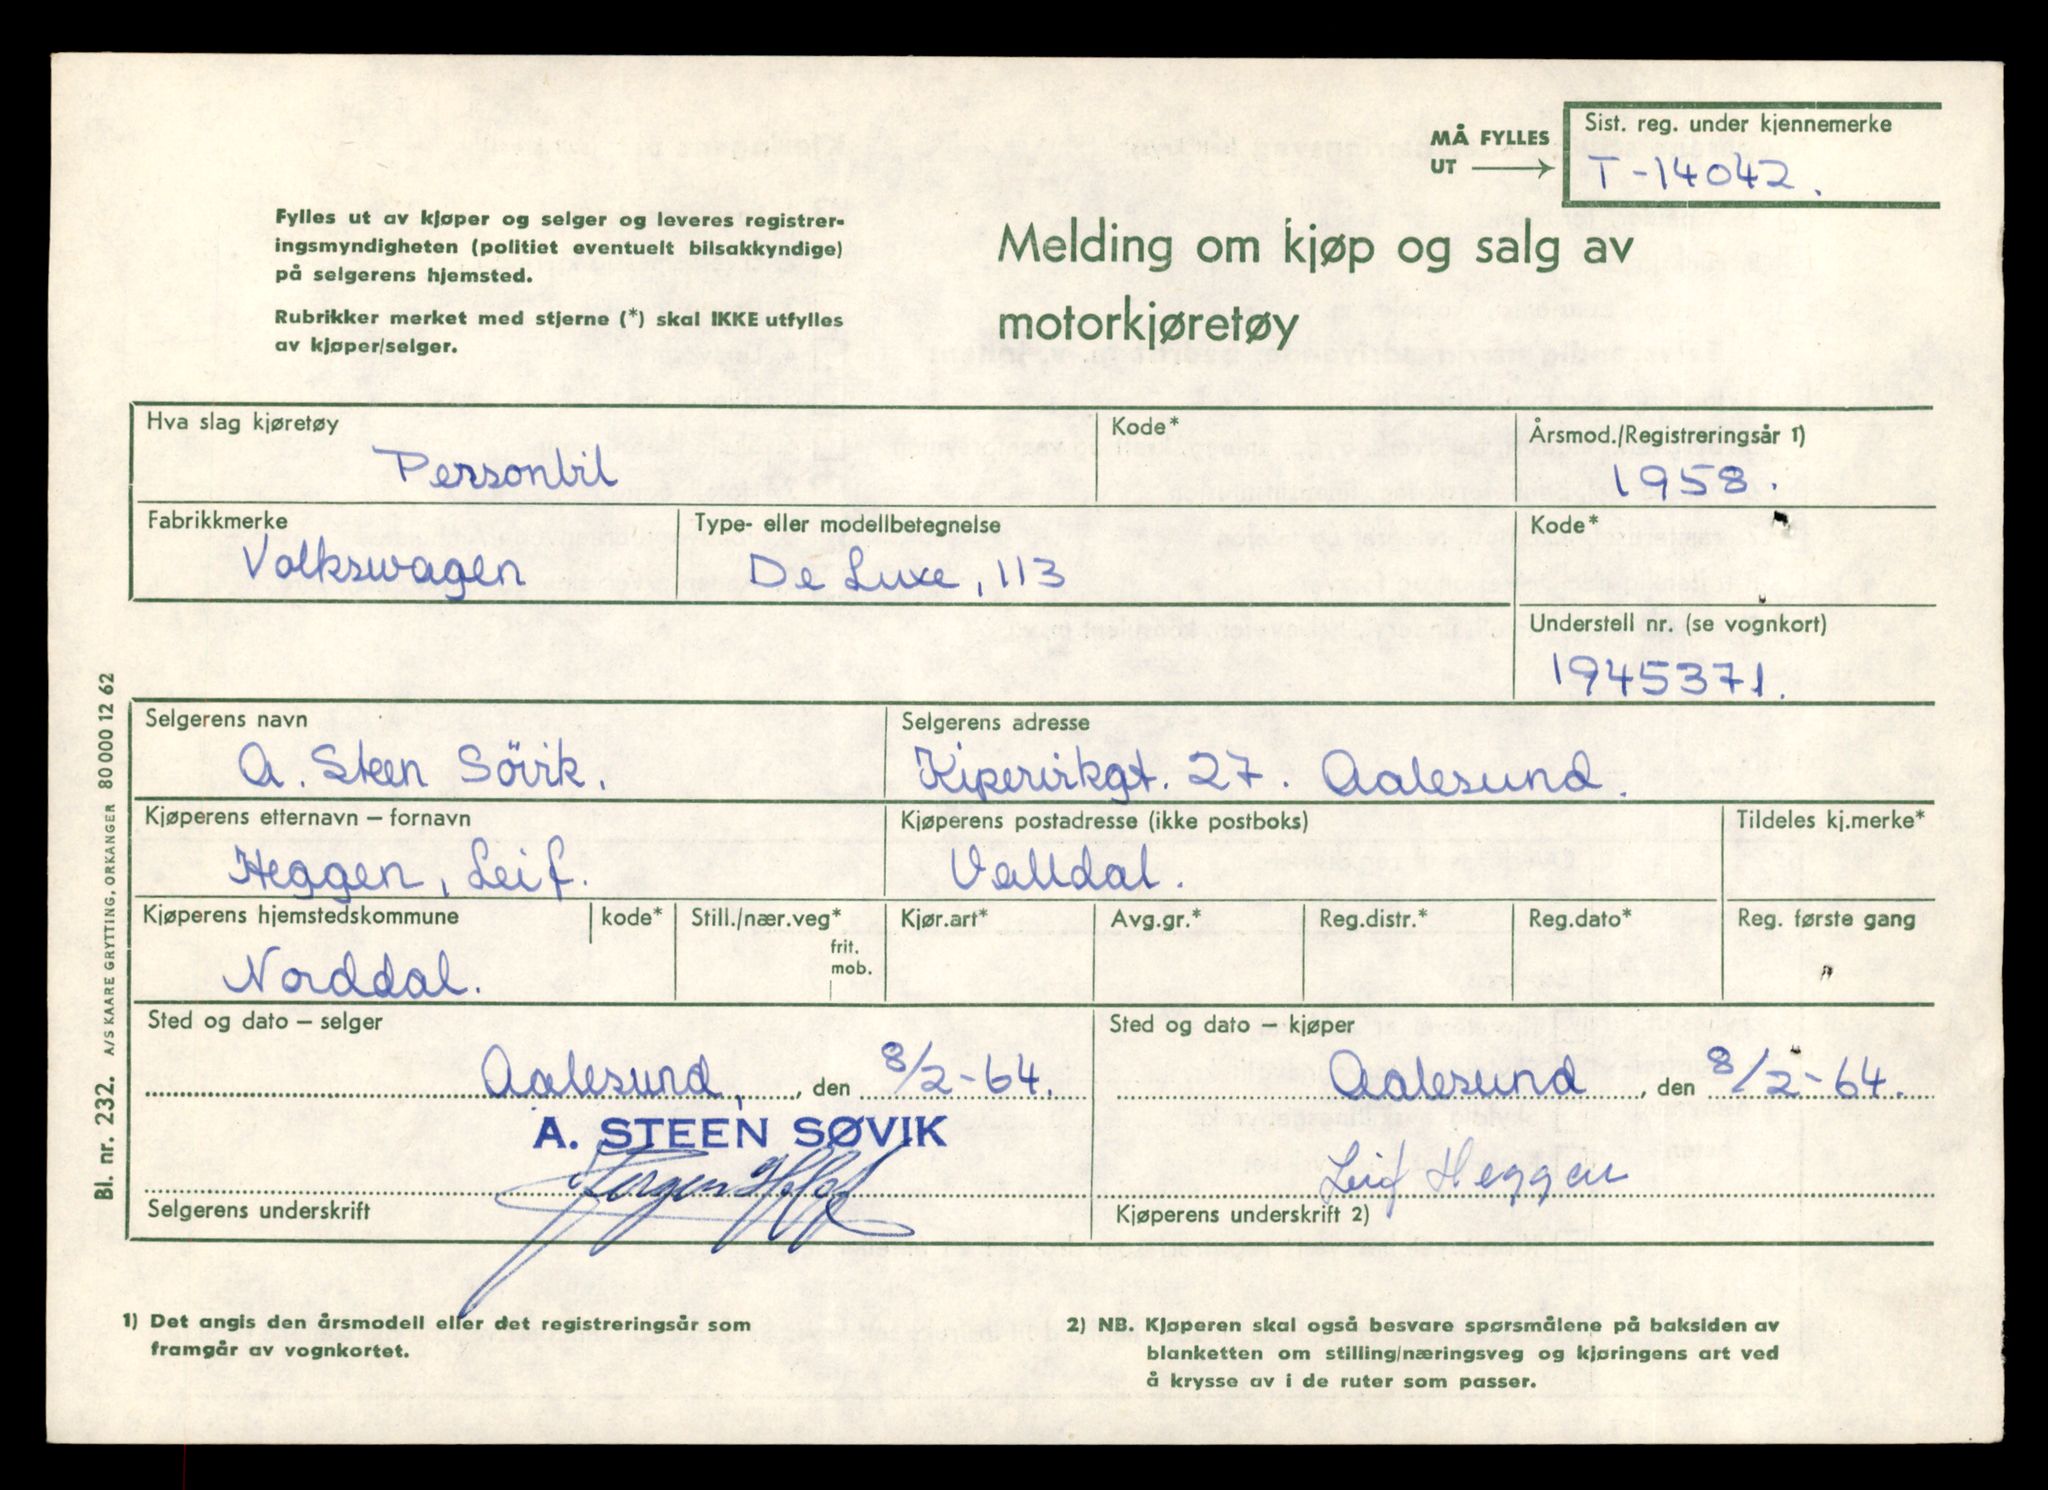 MÅ FYLLES
UT
Sist. reg. under kjennemerke
T-14042.
Fylles ut av kjøper og selger og leveres registrer-
ingsmyndigheten (politiet eventuelt bilsakkyndige)
på selgerens hjemsted.
Rubrikker merket med stjerne (*) skal IKKE utfylles
av kjøper/selger.
Melding om kjøp og salg av
motorkjøretøy
Hva slag kjøretøy
Personbil
Kode*
Årsmod./Registreringsår 1)
1958.
Fabrikkmerke
Volkswagen
Type- eller modellbetegnelse
De Luxe, 113
Kode*
Understell nr. (se vognkort)
1945371.
Selgerens navn
A. Steen Sövik.
Selgerens adresse
Kipervikgt. 27. Aalesund.
Kjøperens etternavn – fornavn
Heggen, Leif.
Kjøperens postadresse (ikke postboks)
Valldal.
Tildeles kj.merke*
Kjøperens hjemstedskommune
Norddal.
kode*
Still./nær.veg*
frit.
mob.
Kjør.art*
Avg.gr.*
Reg.distr.*
Reg.dato*
Reg. første gang
Sted og dato – selger
Aalesund, den 8/2-64.
A. STEEN SØVIK
Selgerens underskrift
Sted og dato – kjøper
Aalesund, den 8/2-64.
Leif Heggen
Kjøperens underskrift 2)
1) Det angis den årsmodell eller det registreringsår som
framgår av vognkortet.
2) NB. Kjøperen skal også besvare spørsmålene på baksiden av
blanketten om stilling/næringsveg og kjøringens art ved
å krysse av i de ruter som passer.
Bl. nr. 232. A/S KAARE GRYTTING, ORKANGER 80 000 12 62